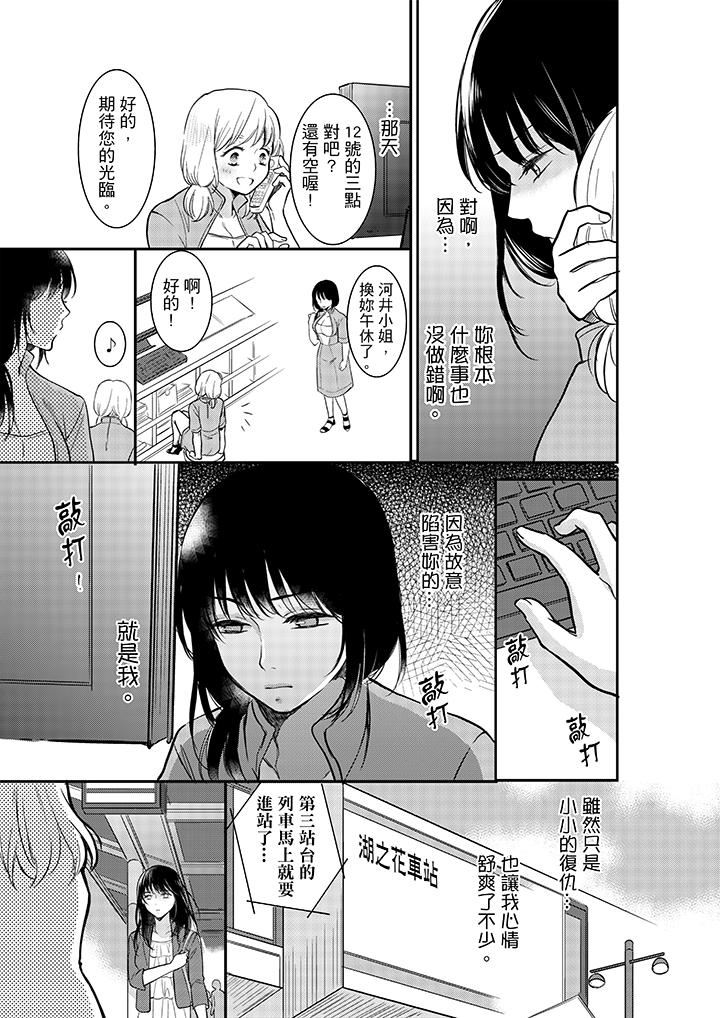 對啊，
因為…
妳根本
什麼事也
沒做錯啊。
…那天
12號的三點
對吧？
還有空喔！
好的，
期待您的光臨。
河井小姐，
換妳午休了。
啊！
好的！
♪
敲打
敲打
因為故意
陷害妳的…
敲打
敲打！
就是我。
雖然只是
小小的復仇…
也讓我心情
舒爽了不少。
湖之花車站
第三站台的
列車馬上就要
進站了…